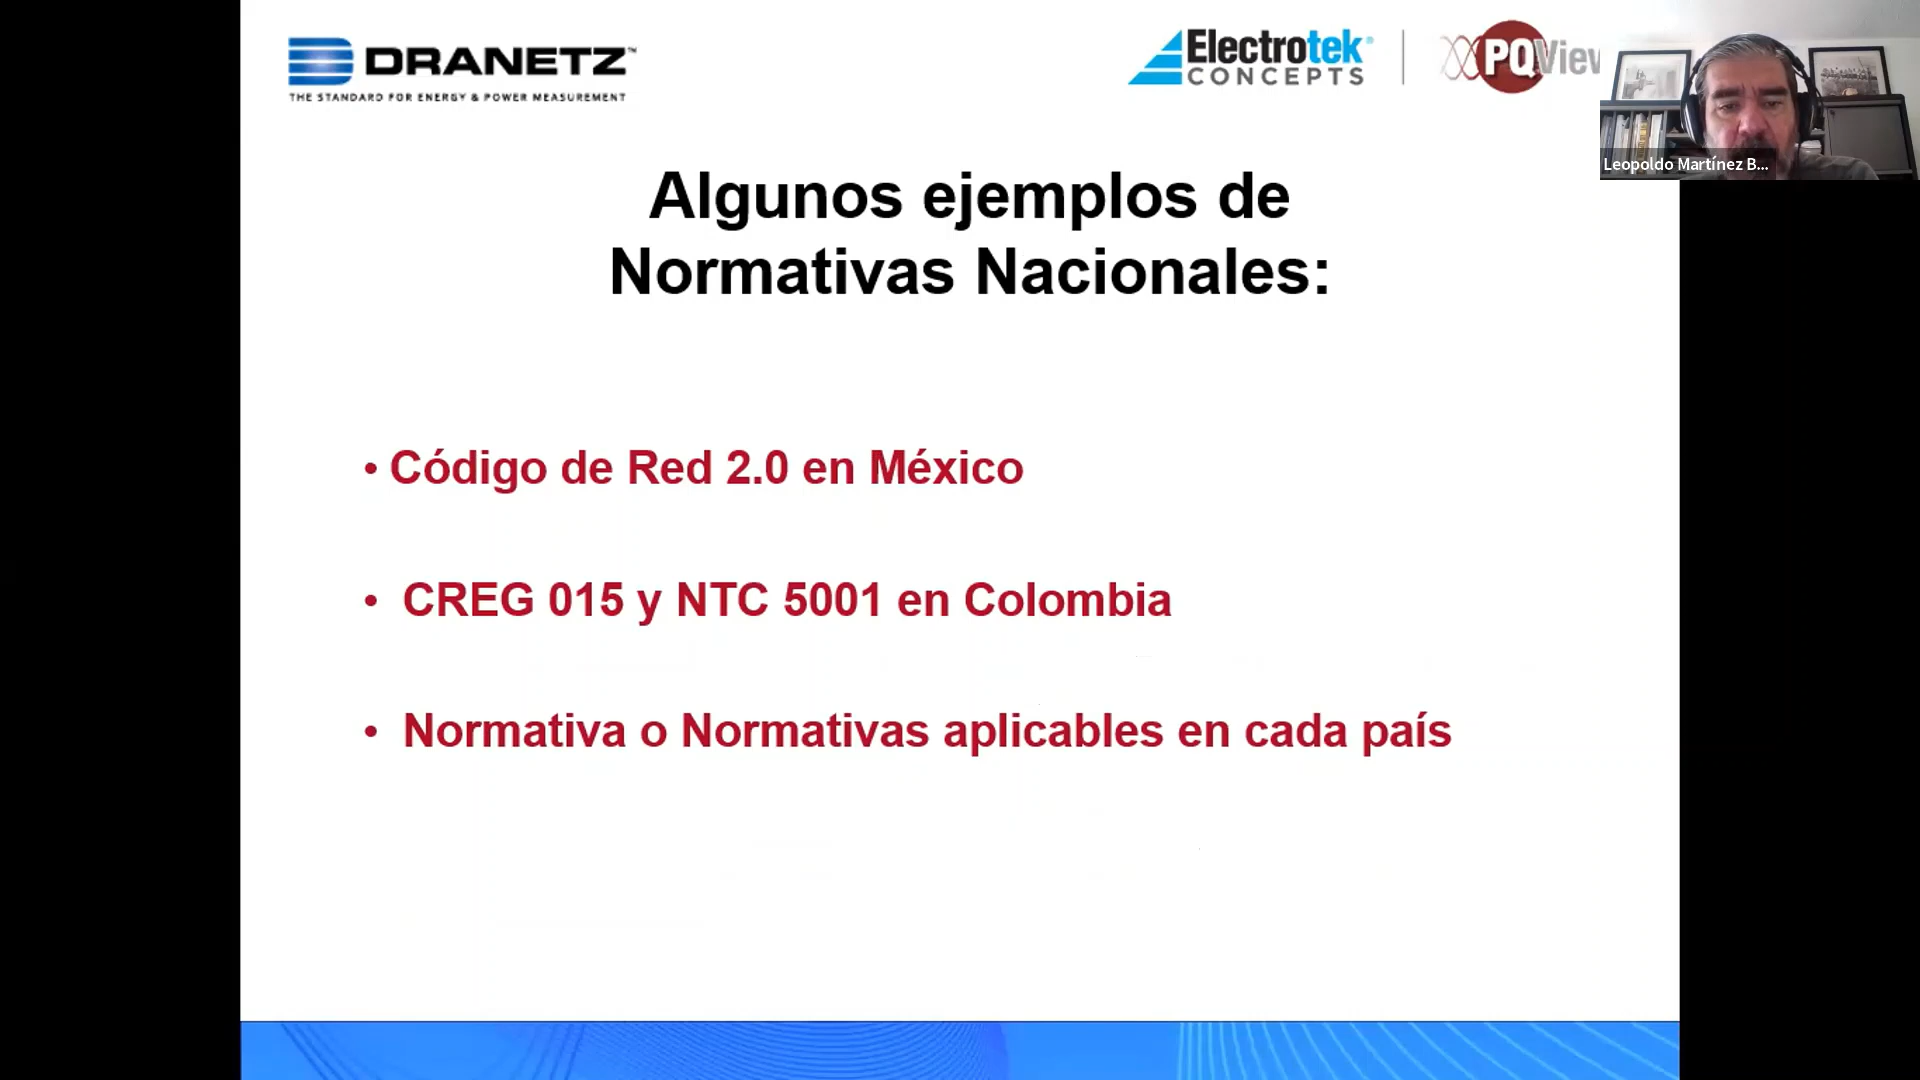 DRANETZ™
THE STANDARD FOR ENERGY & POWER MEASUREMENT
Electrotek®
CONCEPTS
PQView
Leopoldo Martínez B...
Algunos ejemplos de
Normativas Nacionales:
• Código de Red 2.0 en México
• CREG 015 y NTC 5001 en Colombia
• Normativa o Normativas aplicables en cada país